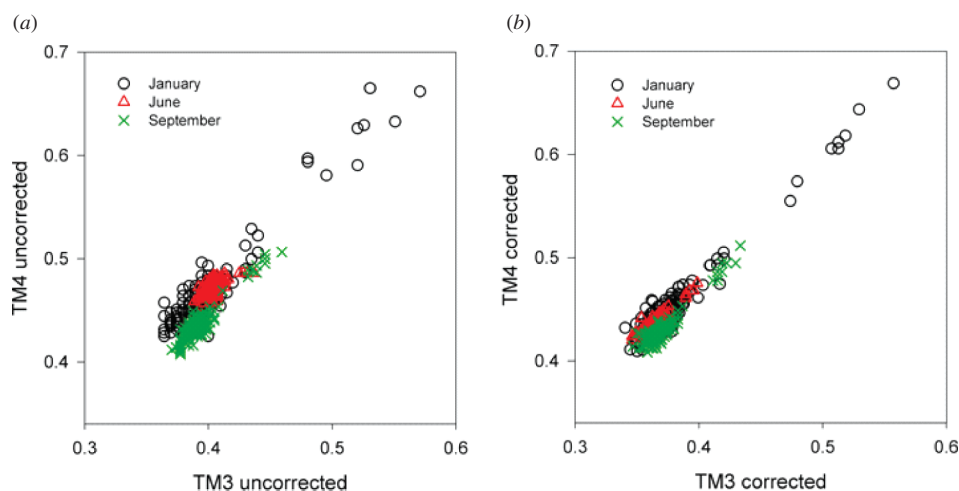 (a)
0.7
0.6
0.5
0.4
0.3 0.4 0.5 0.6
TM4 uncorrected
TM3 uncorrected
January
June
September
(b)
0.7
0.6
0.5
0.4
0.3 0.4 0.5 0.6
TM4 corrected
TM3 corrected
January
June
September